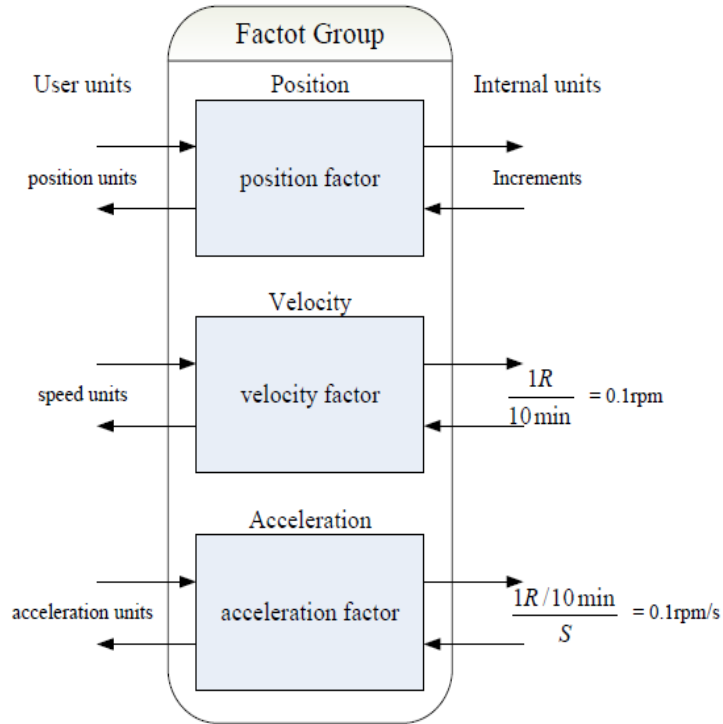 Factot Group
User units
Position
Internal units
position units
position factor
Increments
Velocity
speed units
velocity factor
1R
10 min
= 0.1rpm
Acceleration
acceleration units
acceleration factor
1R/10 min
S
= 0.1rpm/s